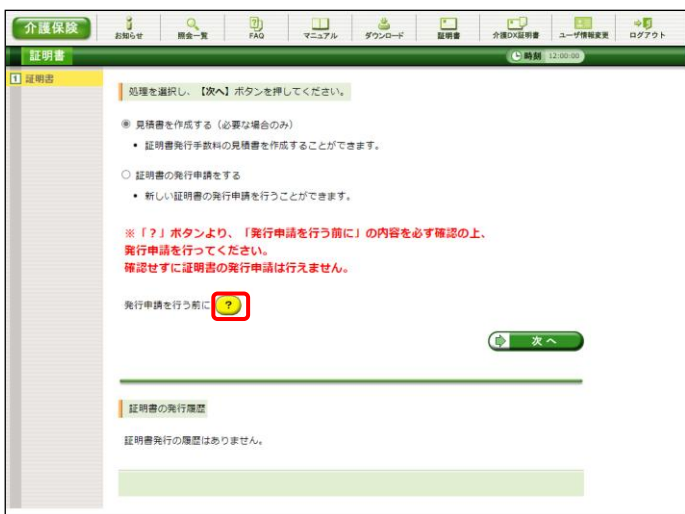 介護保険
お知らせ 照会一覧 FAQ マニュアル ダウンロード 証明書 介護DX証明書 ユーザ情報変更 ログアウト
証明書 時刻 12:00:00
1 証明書
処理を選択し、【次へ】ボタンを押してください。
見積書を作成する（必要な場合のみ）
• 証明書発行手数料の見積書を作成することができます。
証明書の発行申請をする
• 新しい証明書の発行申請を行うことができます。
※「？」ボタンより、「発行申請を行う前に」の内容を必ず確認の上、
発行申請を行ってください。
確認せずに証明書の発行申請は行えません。
発行申請を行う前に ?
次へ
証明書の発行履歴
証明書発行の履歴はありません。